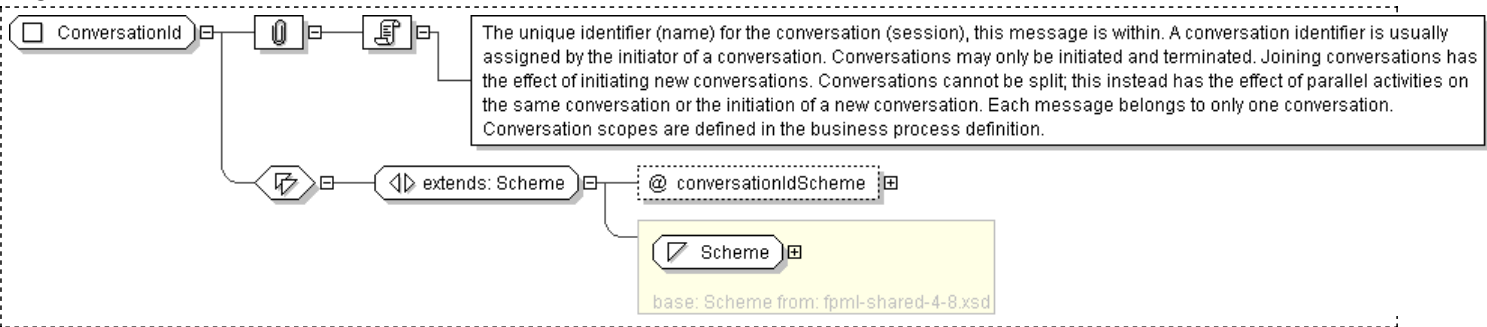 ConversationId
The unique identifier (name) for the conversation (session), this message is within. A conversation identifier is usually
assigned by the initiator of a conversation. Conversations may only be initiated and terminated. Joining conversations has
the effect of initiating new conversations. Conversations cannot be split; this instead has the effect of parallel activities on
the same conversation or the initiation of a new conversation. Each message belongs to only one conversation.
Conversation scopes are defined in the business process definition.
extends: Scheme
@ conversationIdScheme
Scheme
base: Scheme from: fpml-shared-4-8.xsd